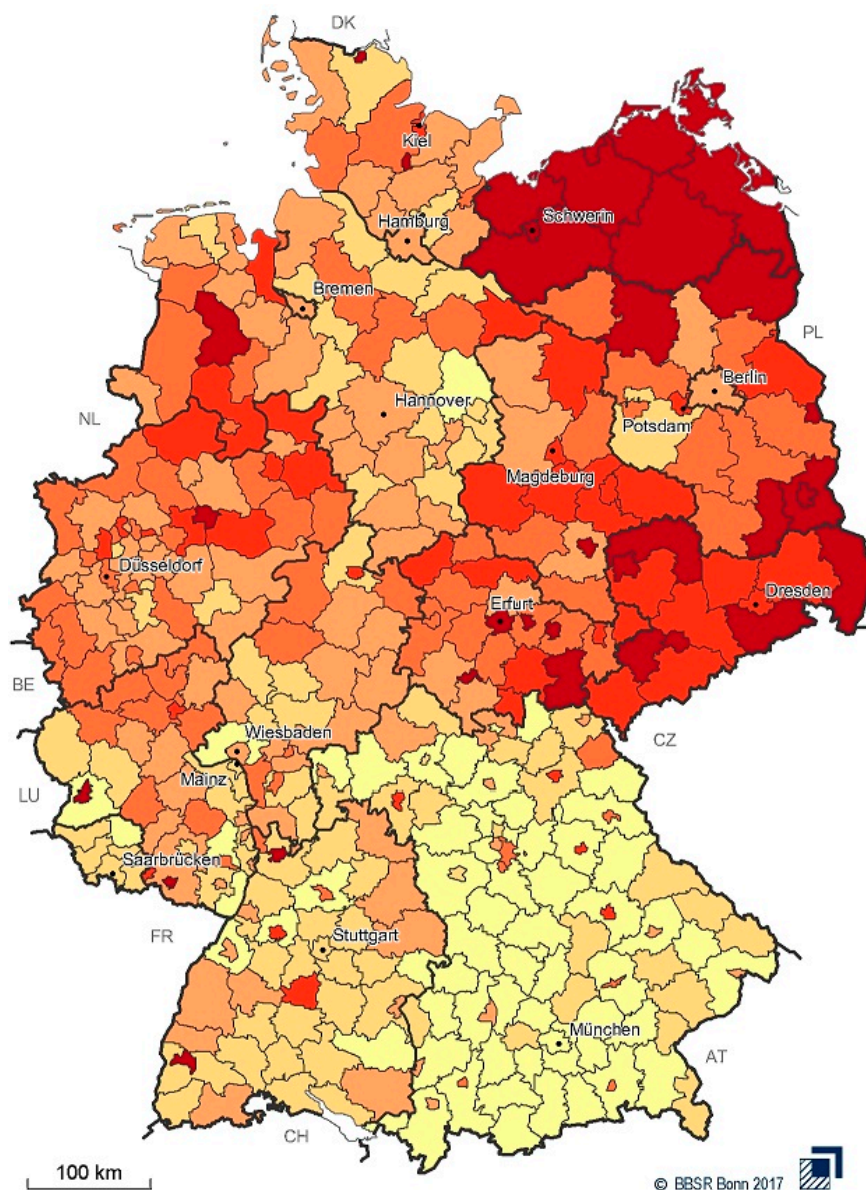 DK
Kiel
Schwerin
Hamburg
Bremen
PL
Berlin
NL
Hannover
Potsdam
Magdeburg
Düsseldorf
Dresden
Erfurt
BE
Wiesbaden
CZ
Mainz
LU
Saarbrücken
FR
Stuttgart
München
AT
CH
100 km
© BBSR Bonn 2017